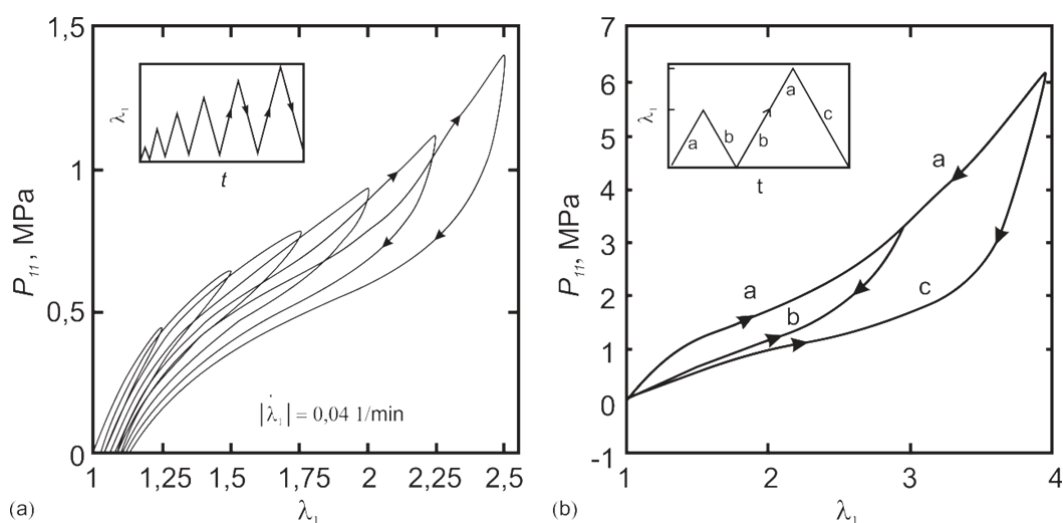 1,5
1
0,5
0
P₁₁, MPa
λ₁
t
|λ̇₁| = 0,04 1/min
1 1,25 1,5 1,75 2 2,25 2,5
(a)
λ₁
7
6
5
4
3
2
1
0
-1
P₁₁, MPa
λ₁
a
b
b
a
c
t
a
a
b
c
1 2 3 4
(b)
λ₁